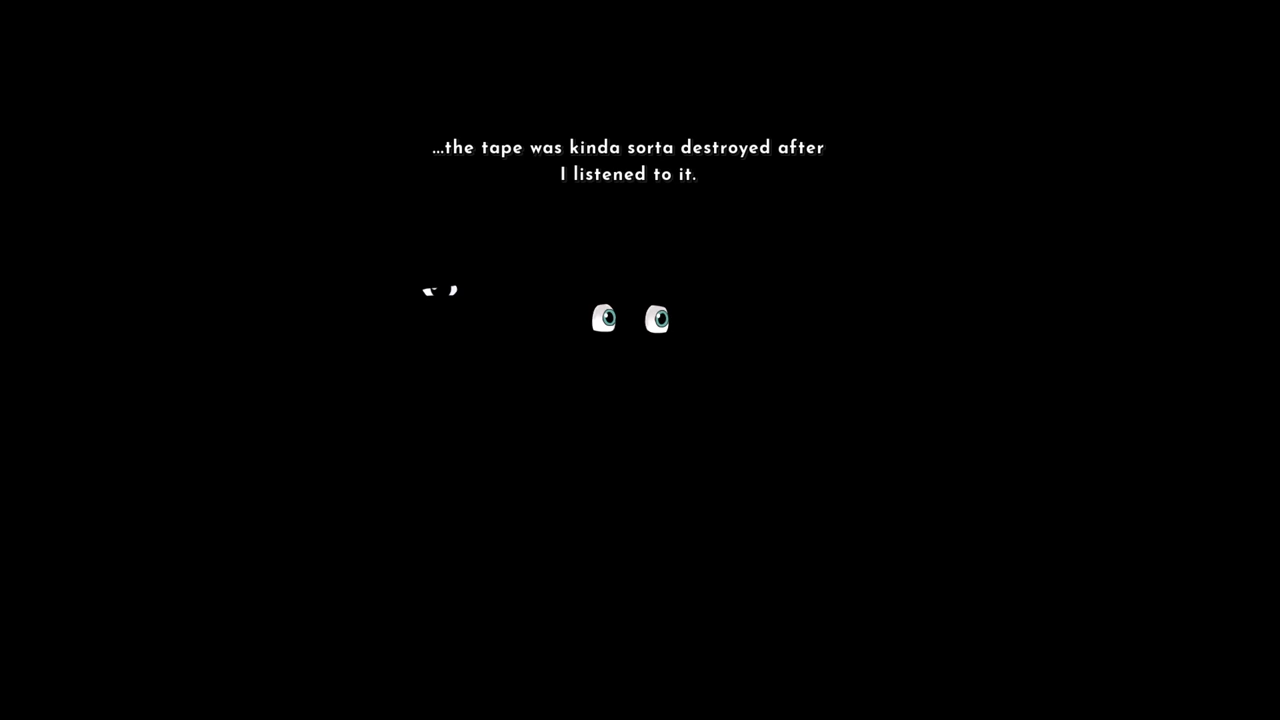 ...the tape was kinda sorta destroyed after
I listened to it.